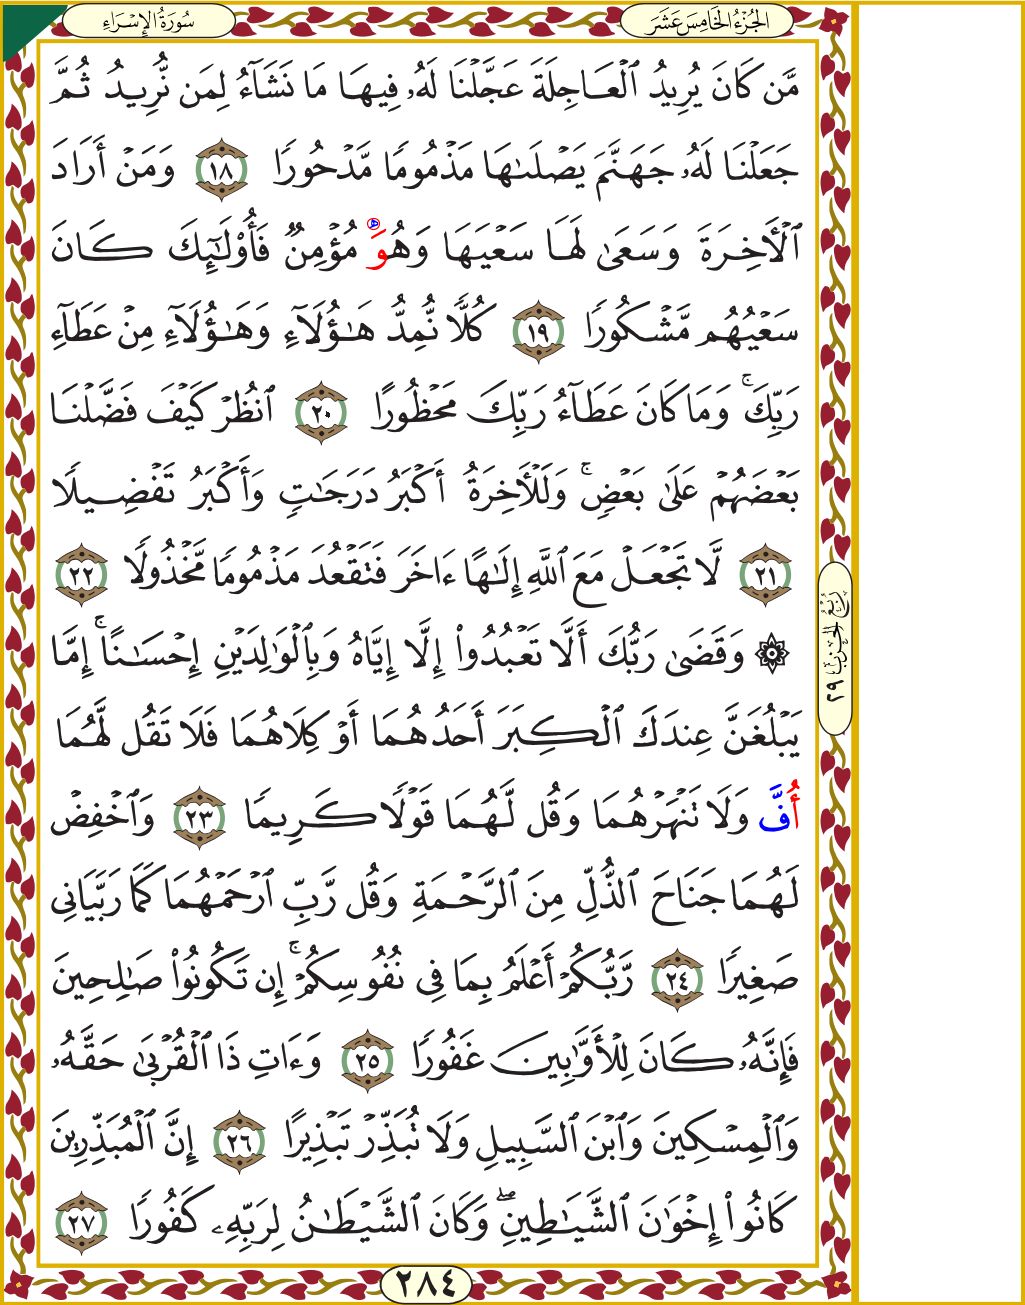 الجُزْءُ الخَامِسَ عَشَرَ
سُورَةُ الإِسْرَاءِ
مَّن كَانَ يُرِيدُ ٱلْعَاجِلَةَ عَجَّلْنَا لَهُۥ فِيهَا مَا نَشَآءُ لِمَن نُّرِيدُ ثُمَّ
جَعَلْنَا لَهُۥ جَهَنَّمَ يَصْلَىٰهَا مَذْمُومًا مَّدْحُورًا ١٨ وَمَنْ أَرَادَ
ٱلْأَخِرَةَ وَسَعَىٰ لَهَا سَعْيَهَا وَهُوَ ه مُؤْمِنٌ فَأُوْلَٰٓئِكَ كَانَ
سَعْيُهُم مَّشْكُورًا ١٩ كُلًّا نُّمِدُّ هَٰٓؤُلَآءِ وَهَٰٓؤُلَآءِ مِنْ عَطَآءِ
رَبِّكَۚ وَمَا كَانَ عَطَآءُ رَبِّكَ مَحْظُورًا ٢٠ ٱنظُرْ كَيْفَ فَضَّلْنَا
بَعْضَهُمْ عَلَىٰ بَعْضٍۚ وَلَلْأَخِرَةُ أَكْبَرُ دَرَجَٰتٍ وَأَكْبَرُ تَفْضِيلًا
٢١ لَّا تَجْعَلْ مَعَ ٱللَّهِ إِلَٰهًا ءَاخَرَ فَتَقْعُدَ مَذْمُومًا مَّخْذُولًا ٢٢
۞ وَقَضَىٰ رَبُّكَ أَلَّا تَعْبُدُوٓاْ إِلَّآ إِيَّاهُ وَبِٱلْوَٰلِدَيْنِ إِحْسَٰنًاۚ إِمَّا
يَبْلُغَنَّ عِندَكَ ٱلْكِبَرَ أَحَدُهُمَآ أَوْ كِلَاهُمَا فَلَا تَقُل لَّهُمَآ
أُفَّ وَلَا تَنْهَرْهُمَا وَقُل لَّهُمَا قَوْلًا كَرِيمًا ٢٣ وَٱخْفِضْ
لَهُمَا جَنَاحَ ٱلذُّلِّ مِنَ ٱلرَّحْمَةِ وَقُل رَّبِّ ٱرْحَمْهُمَا كَمَا رَبَّيَانِي
صَغِيرًا ٢٤ رَّبُّكُمْ أَعْلَمُ بِمَا فِي نُفُوسِكُمْۚ إِن تَكُونُواْ صَٰلِحِينَ
فَإِنَّهُۥ كَانَ لِلْأَوَّٰبِينَ غَفُورًا ٢٥ وَءَاتِ ذَا ٱلْقُرْبَىٰ حَقَّهُۥ
وَٱلْمِسْكِينَ وَٱبْنَ ٱلسَّبِيلِ وَلَا تُبَذِّرْ تَبْذِيرًا ٢٦ إِنَّ ٱلْمُبَذِّرِينَ
كَانُوٓاْ إِخْوَٰنَ ٱلشَّيَٰطِينِۖ وَكَانَ ٱلشَّيْطَٰنُ لِرَبِّهِۦ كَفُورًا ٢٧
رُبْعُ الحِزْبِ ٢٩
٢٨٤